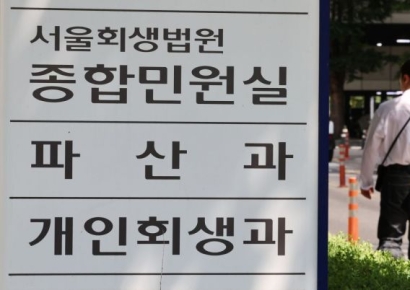 서울회생법원
종합민원실
파 산 과
개인회생과